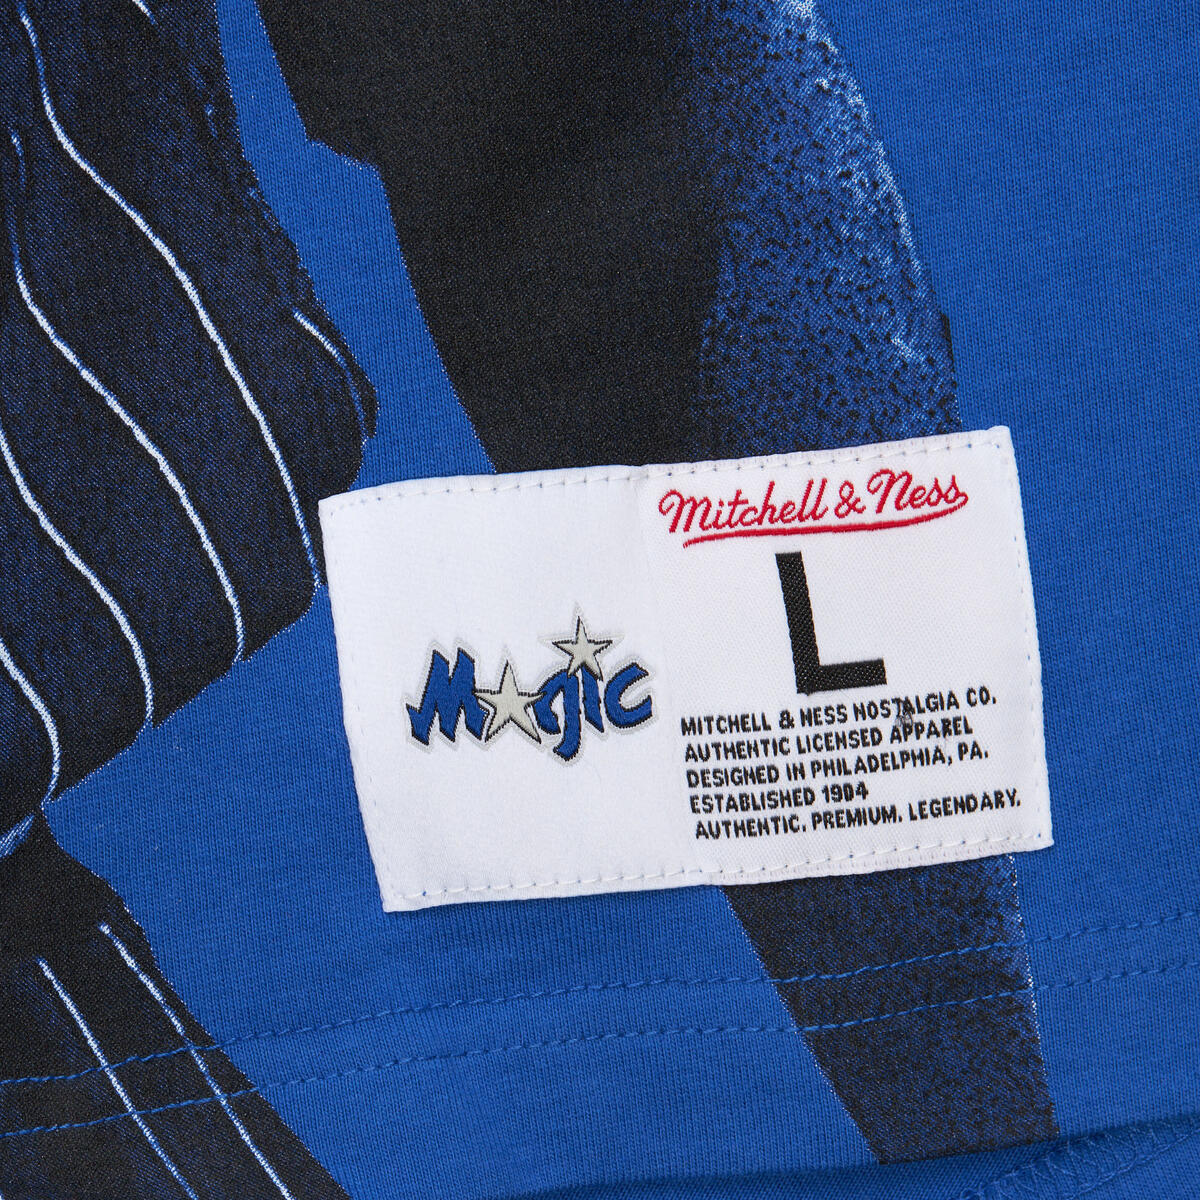 Magic
Mitchell & Ness
L
MITCHELL & NESS NOSTALGIA CO.
AUTHENTIC LICENSED APPAREL
DESIGNED IN PHILADELPHIA, PA.
ESTABLISHED 1904
AUTHENTIC. PREMIUM. LEGENDARY.